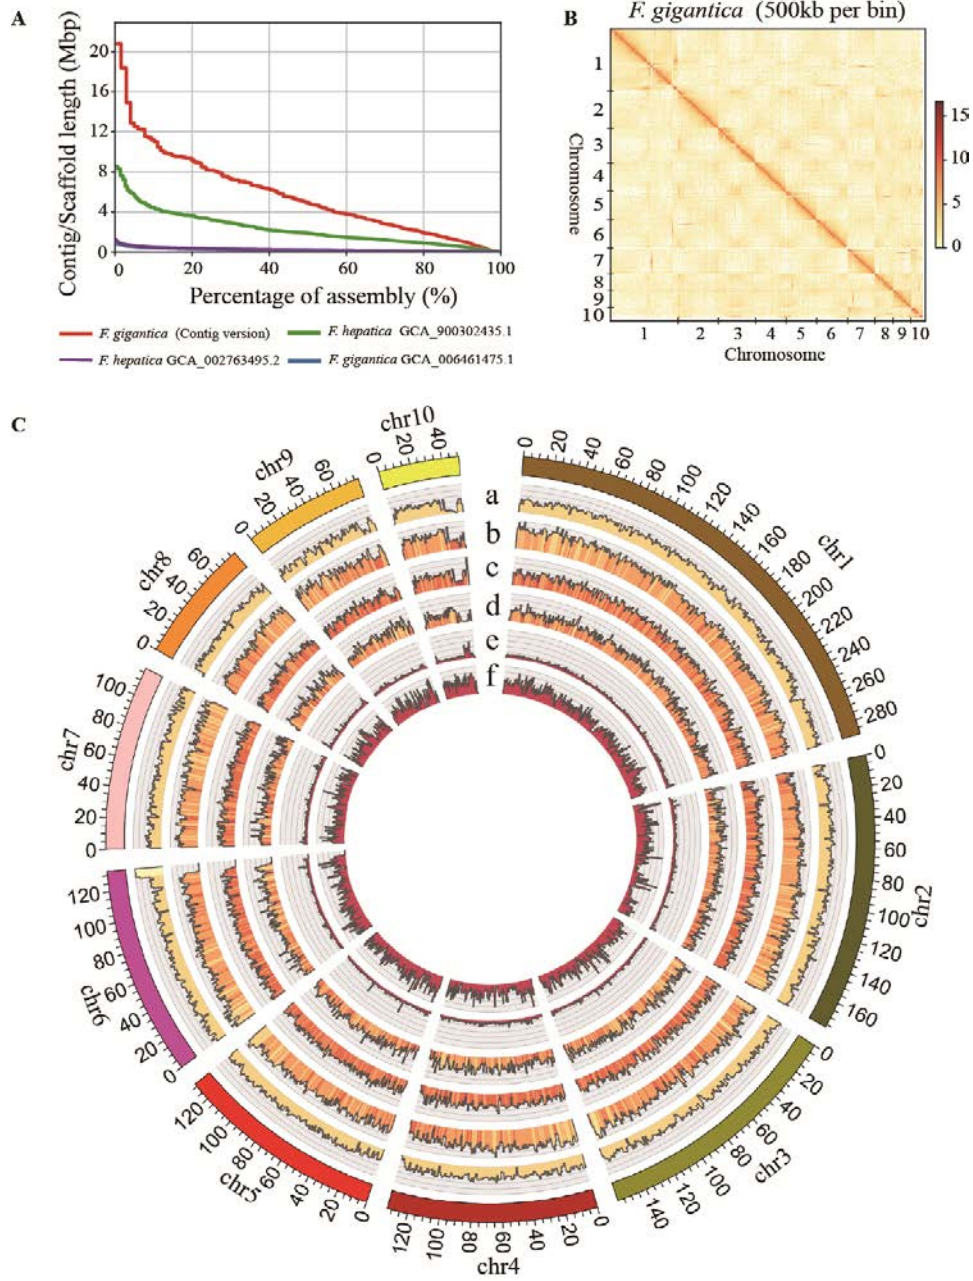 A
Contig/Scaffold length (Mbp)
20
16
12
8
4
0
0 20 40 60 80 100
Percentage of assembly (%)
F. gigantica (Contig version)
F. hepatica GCA_900302435.1
F. hepatica GCA_002763495.2
F. gigantica GCA_006461475.1
B
F. gigantica (500kb per bin)
Chromosome
1
2
3
4
5
6
7
8
9
10
1 2 3 4 5 6 7 8 9 10
Chromosome
15
10
5
0
C
a
b
c
d
e
f
chr1
0 20 40 60 80 100 120 140 160 180 200 220 240 260 280
chr2
0 20 40 60 80 100 120 140 160
chr3
0 20 40 60 80 100 120 140
chr4
0 20 40 60 80 100 120
chr5
0 20 40 60 80 100 120
chr6
0 20 40 60 80 100 120
chr7
0 20 40 60 80 100
chr8
0 20 40 60
chr9
0 20 40 60
chr10
0 20 40